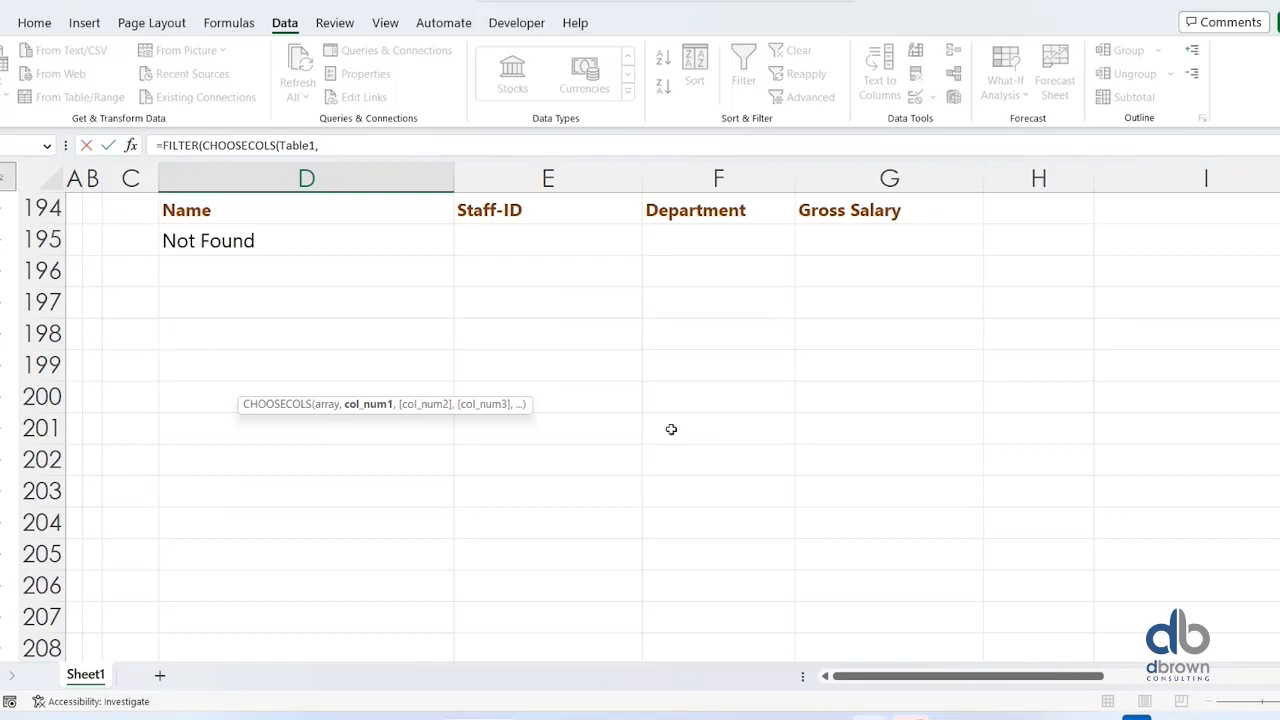 Home Insert Page Layout Formulas Data Review View Automate Developer Help Comments
From Text/CSV From Picture Queries & Connections Clear Group
From Web Recent Sources Properties Reapply Ungroup
From Table/Range Existing Connections Edit Links Advanced Subtotal
Refresh All
Stocks Currencies
Sort Filter
Text to Columns
What-If Analysis
Forecast Sheet
Get & Transform Data Queries & Connections Data Types Sort & Filter Data Tools Forecast Outline
fx =FILTER(CHOOSECOLS(Table1,
A B C D E F G H I
194 Name Staff-ID Department Gross Salary
195 Not Found
196
197
198
199
200
CHOOSECOLS(array, col_num1, [col_num2], [col_num3], ...)
201
202
203
204
205
206
207
208
db
dbrown
CONSULTING
Sheet1
Accessibility: Investigate